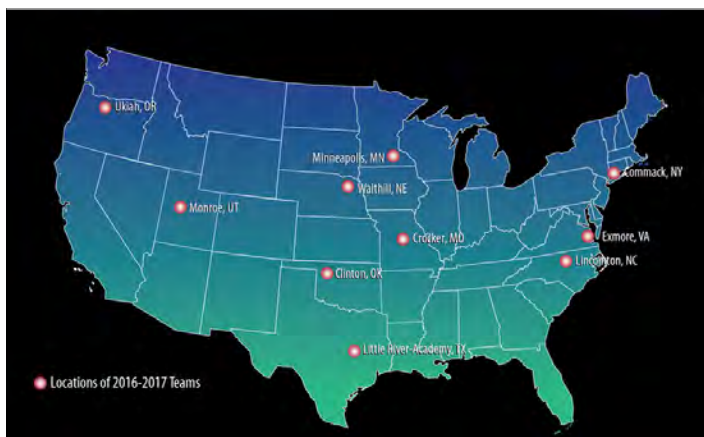 Ukiah, OR
Minneapolis, MN
Commack, NY
Walthill, NE
Monroe, UT
Crocker, MO
Exmore, VA
Lincolnton, NC
Clinton, OK
Little River-Academy, TX
Locations of 2016-2017 Teams